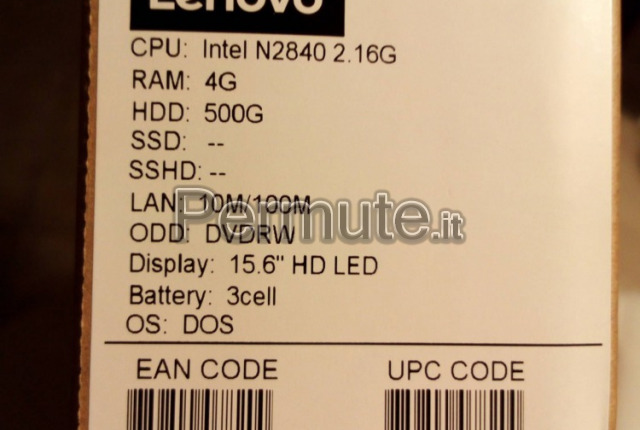 Lenovo
CPU: Intel N2840 2.16G
RAM: 4G
HDD: 500G
SSD: --
SSHD: --
LAN: 10M/100M
Permute.it
ODD: DVDRW
Display: 15.6" HD LED
Battery: 3cell
OS: DOS
EAN CODE UPC CODE